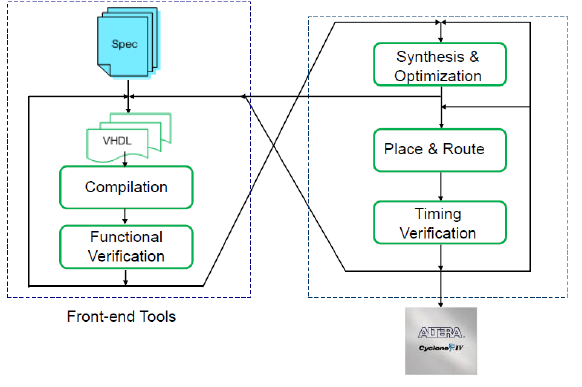 Spec
VHDL
Compilation
Functional
Verification
Front-end Tools
Synthesis &
Optimization
Place & Route
Timing
Verification
ALTERA
Cyclone IV